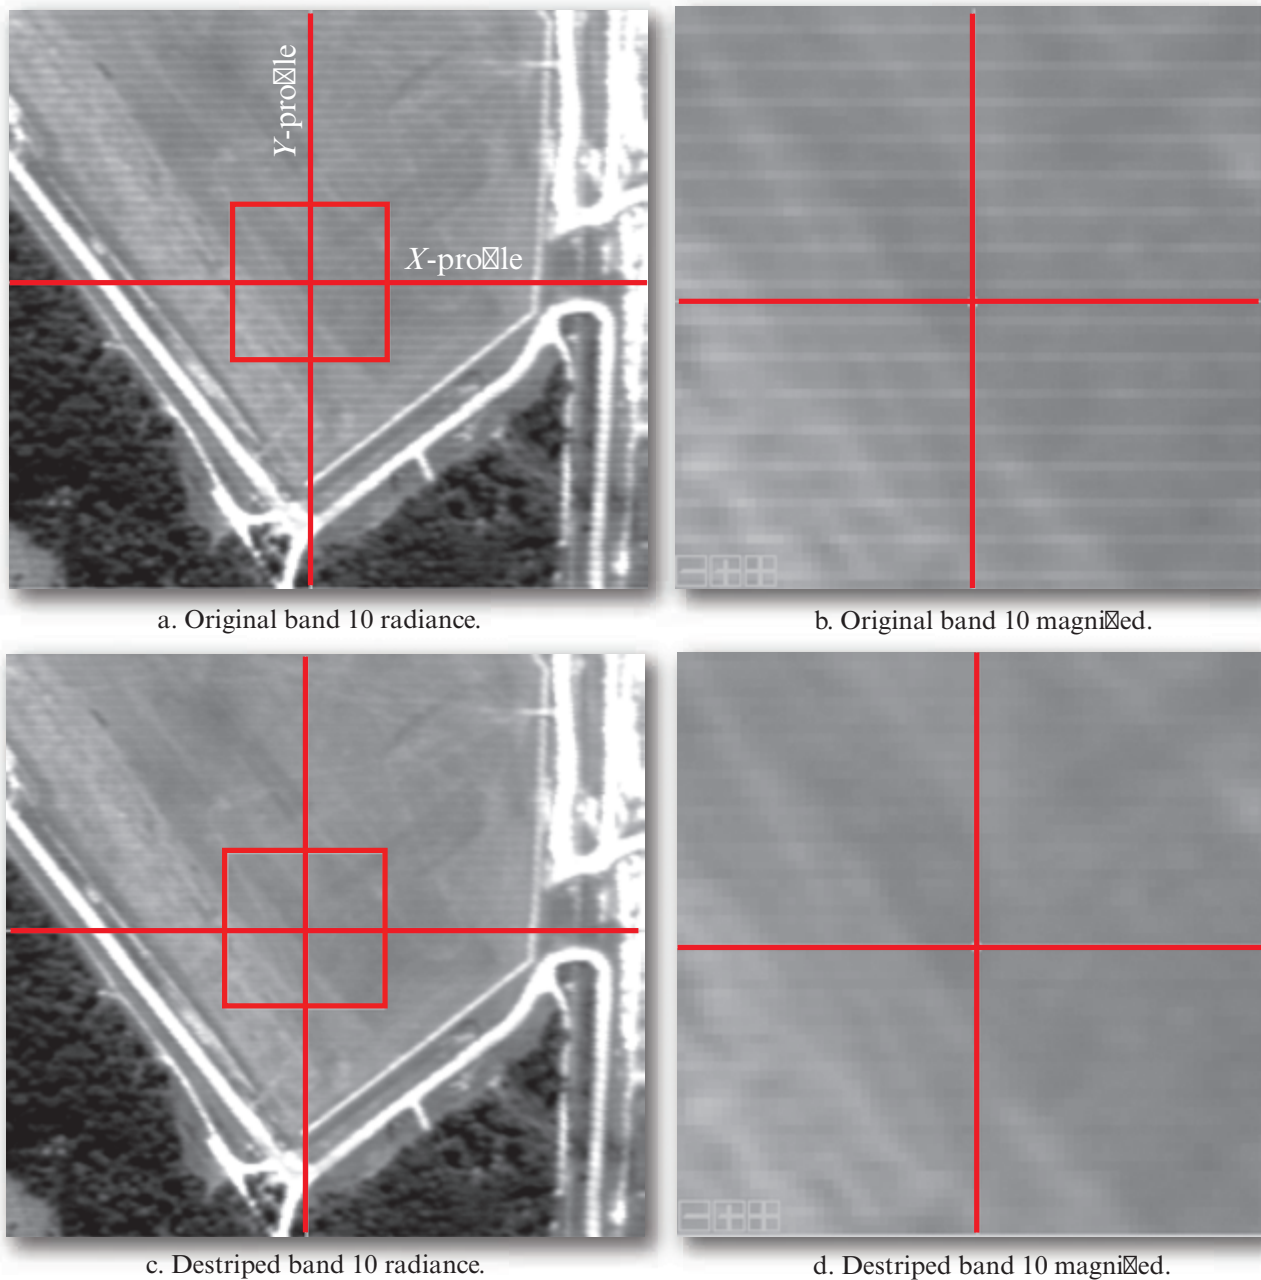 Y-pro☒le
X-pro☒le
a. Original band 10 radiance.
b. Original band 10 magni☒ed.
c. Destriped band 10 radiance.
d. Destriped band 10 magni☒ed.